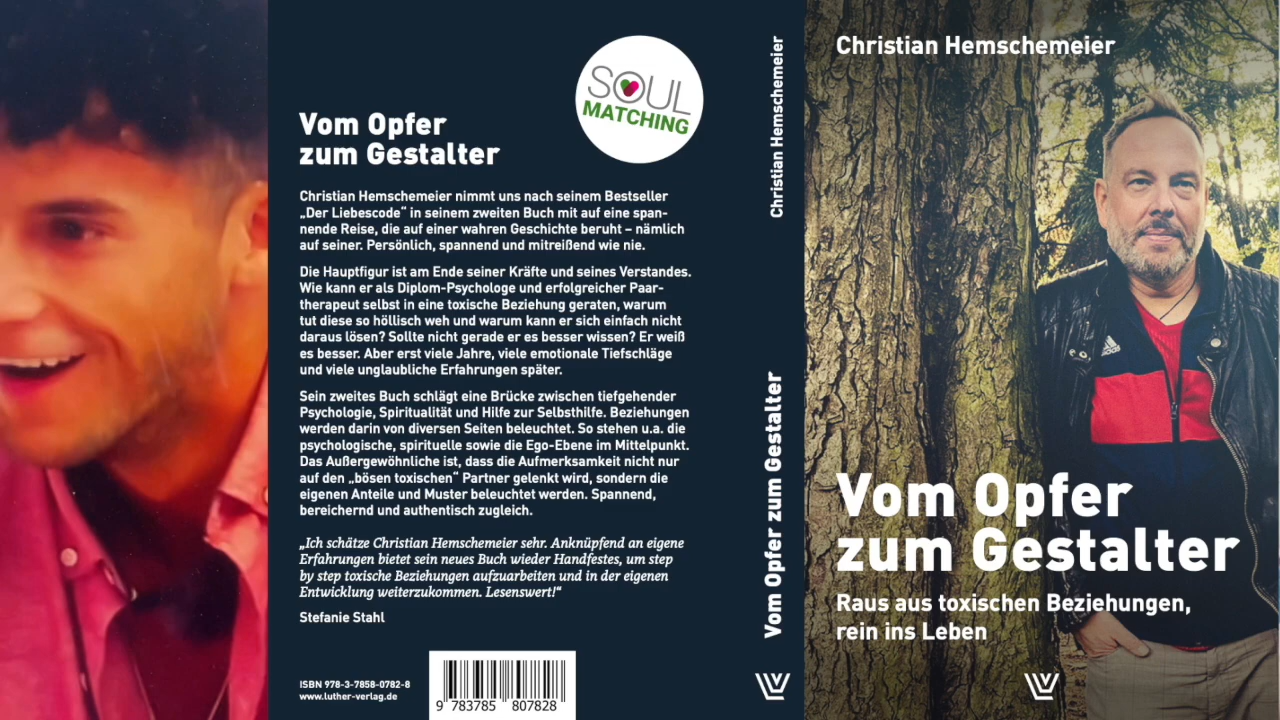 SOUL
MATCHING
Vom Opfer
zum Gestalter
Christian Hemschemeier nimmt uns nach seinem Bestseller
„Der Liebescode“ in seinem zweiten Buch mit auf eine span-
nende Reise, die auf einer wahren Geschichte beruht – nämlich
auf seiner. Persönlich, spannend und mitreißend wie nie.
Die Hauptfigur ist am Ende seiner Kräfte und seines Verstandes.
Wie kann er als Diplom-Psychologe und erfolgreicher Paar-
therapeut selbst in eine toxische Beziehung geraten, warum
tut diese so höllisch weh und warum kann er sich einfach nicht
daraus lösen? Sollte nicht gerade er es besser wissen? Er weiß
es besser. Aber erst viele Jahre, viele emotionale Tiefschläge
und viele unglaubliche Erfahrungen später.
Sein zweites Buch schlägt eine Brücke zwischen tiefgehender
Psychologie, Spiritualität und Hilfe zur Selbsthilfe. Beziehungen
werden darin von diversen Seiten beleuchtet. So stehen u.a. die
psychologische, spirituelle sowie die Ego-Ebene im Mittelpunkt.
Das Außergewöhnliche ist, dass die Aufmerksamkeit nicht nur
auf den „bösen toxischen“ Partner gelenkt wird, sondern die
eigenen Anteile und Muster beleuchtet werden. Spannend,
bereichernd und authentisch zugleich.
„Ich schätze Christian Hemschemeier sehr. Anknüpfend an eigene
Erfahrungen bietet sein neues Buch wieder Handfestes, um step
by step toxische Beziehungen aufzuarbeiten und in der eigenen
Entwicklung weiterzukommen. Lesenswert!“
Stefanie Stahl
ISBN 978-3-7858-0782-8
www.luther-verlag.de
9 783785 807828
Christian Hemschemeier
Vom Opfer zum Gestalter
Christian Hemschemeier
adidas
Vom Opfer
zum Gestalter
Raus aus toxischen Beziehungen,
rein ins Leben